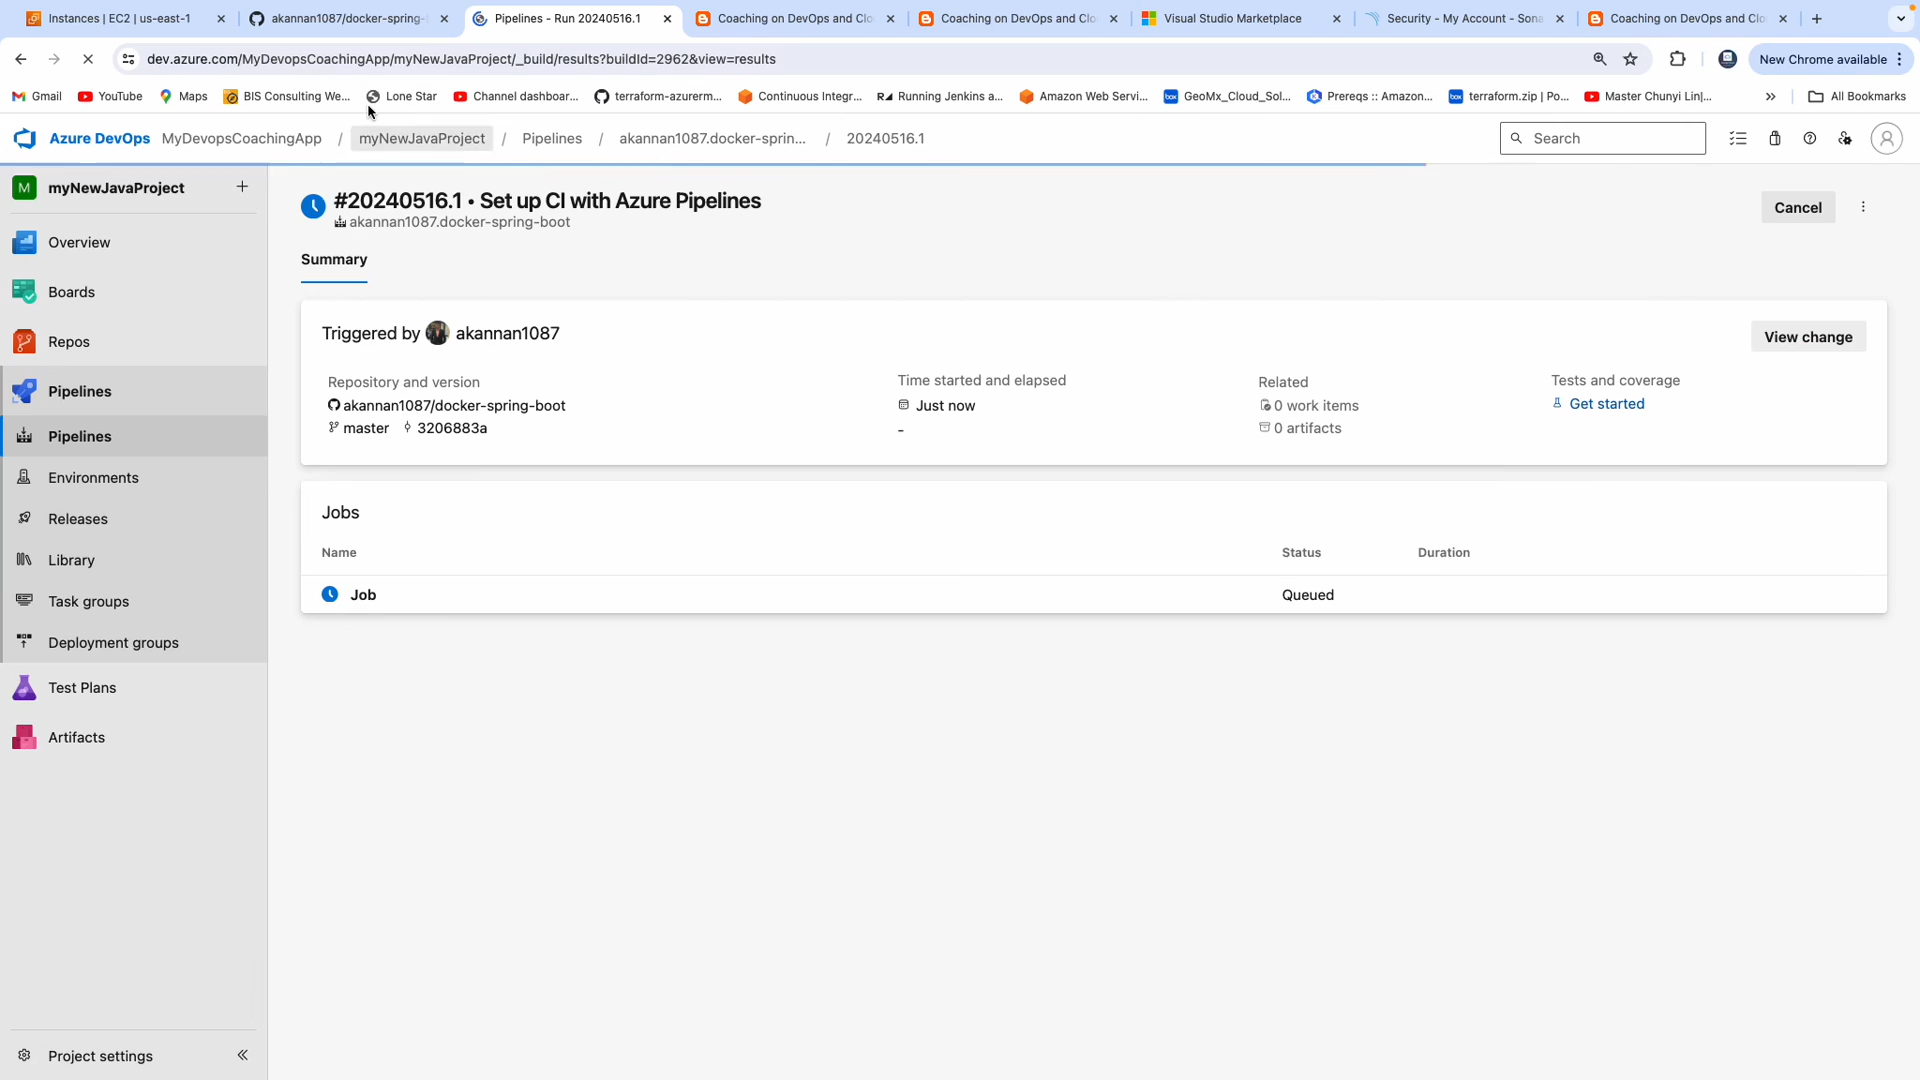 Instances | EC2 | us-east-1
akannan1087/docker-spring-
Pipelines - Run 20240516.1
Coaching on DevOps and Clo
Coaching on DevOps and Clo
Visual Studio Marketplace
Security - My Account - Sona
Coaching on DevOps and Clo
dev.azure.com/MyDevopsCoachingApp/myNewJavaProject/_build/results?buildId=2962&view=results
New Chrome available
Gmail
YouTube
Maps
BIS Consulting We...
Lone Star
Channel dashboar...
terraform-azurerm...
Continuous Integr...
Running Jenkins a...
Amazon Web Servi...
GeoMx_Cloud_Sol...
Prereqs :: Amazon...
terraform.zip | Po...
Master Chunyi Lin|...
»
All Bookmarks
Azure DevOps MyDevopsCoachingApp / myNewJavaProject / Pipelines / akannan1087.docker-sprin... / 20240516.1
Search
M myNewJavaProject +
Overview
Boards
Repos
Pipelines
Pipelines
Environments
Releases
Library
Task groups
Deployment groups
Test Plans
Artifacts
Project settings
#20240516.1 • Set up CI with Azure Pipelines
akannan1087.docker-spring-boot
Cancel
Summary
Triggered by akannan1087
View change
Repository and version
akannan1087/docker-spring-boot
master 3206883a
Time started and elapsed
Just now
-
Related
0 work items
0 artifacts
Tests and coverage
Get started
Jobs
Name Status Duration
Job Queued